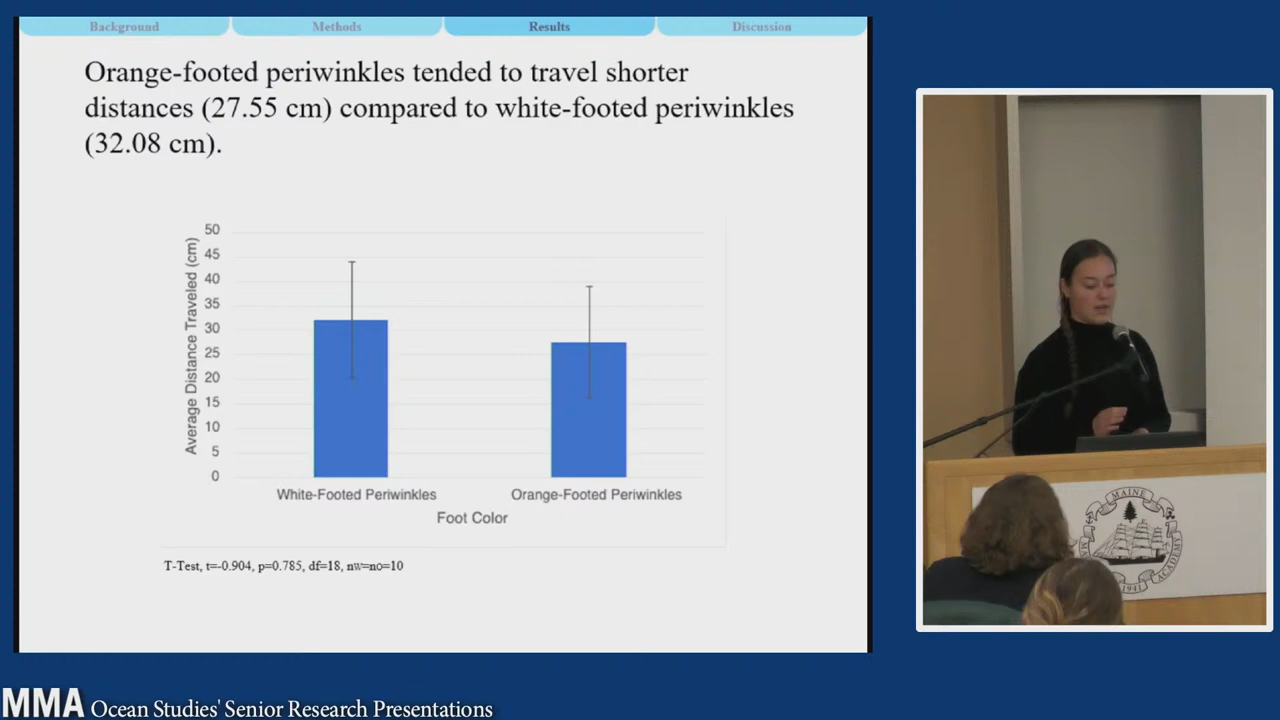 Background
Methods
Results
Discussion
Orange-footed periwinkles tended to travel shorter
distances (27.55 cm) compared to white-footed periwinkles
(32.08 cm).
Average Distance Traveled (cm)
50
45
40
35
30
25
20
15
10
5
0
White-Footed Periwinkles
Orange-Footed Periwinkles
Foot Color
T-Test, t=-0.904, p=0.785, df=18, nw=no=10
MAINE
ACADEMY
1941
MMA Ocean Studies' Senior Research Presentations